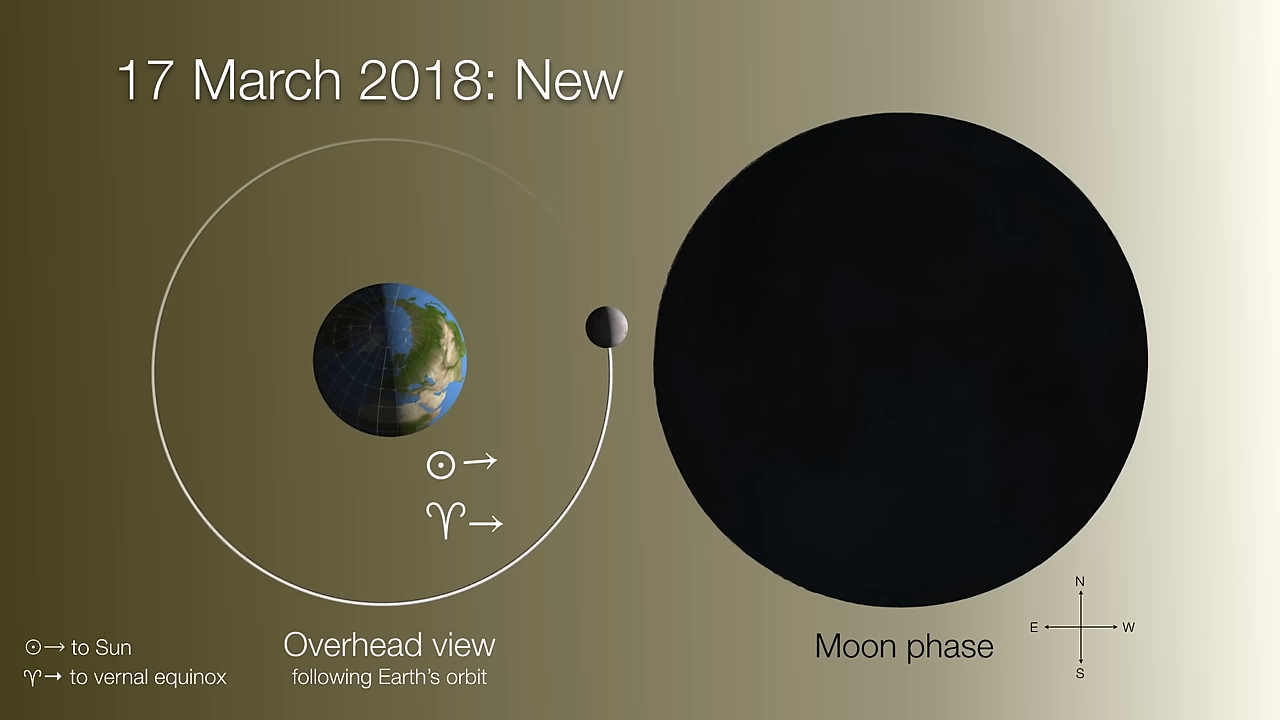 17 March 2018: New
☉→
♈→
N
E W
S
Overhead view
following Earth's orbit
Moon phase
☉→ to Sun
♈→ to vernal equinox